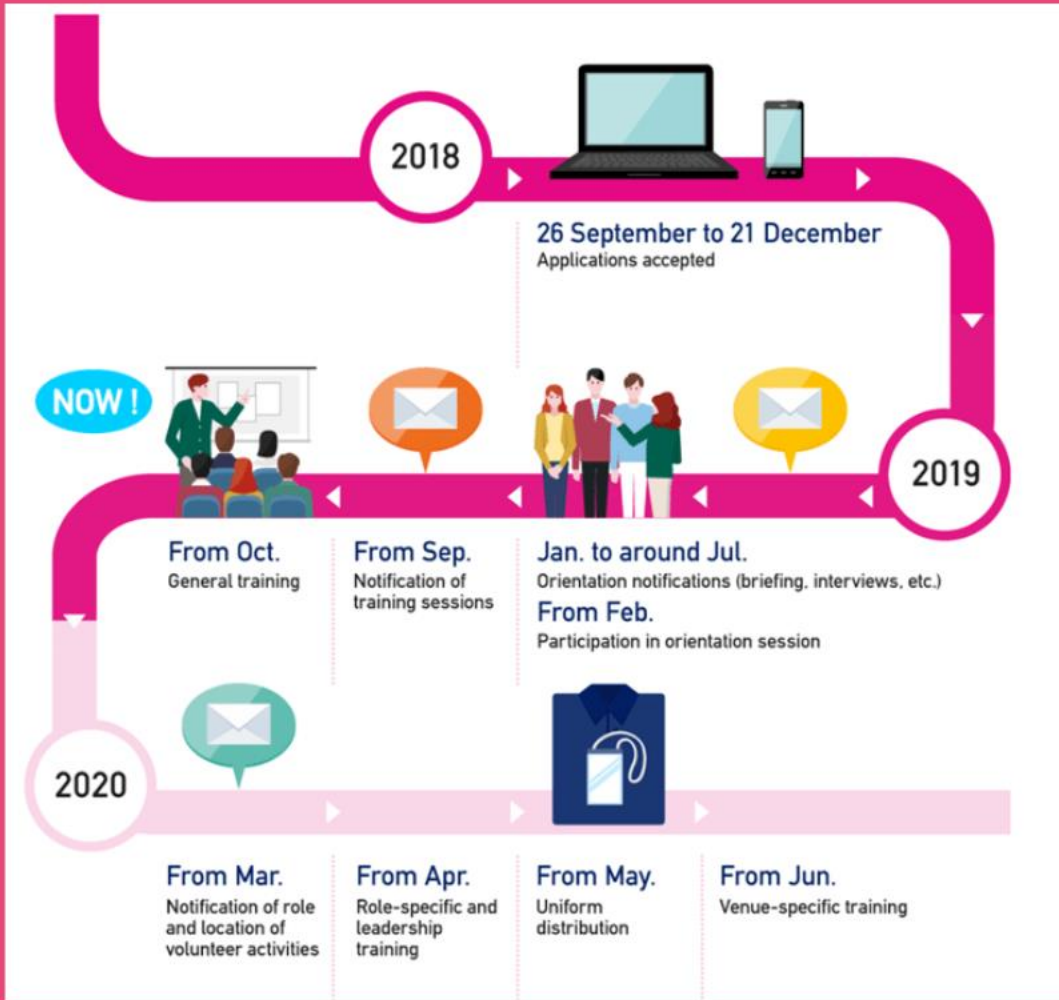 2018
26 September to 21 December
Applications accepted
NOW !
2019
From Oct.
General training
From Sep.
Notification of
training sessions
Jan. to around Jul.
Orientation notifications (briefing, interviews, etc.)
From Feb.
Participation in orientation session
2020
From Mar.
Notification of role
and location of
volunteer activities
From Apr.
Role-specific and
leadership
training
From May.
Uniform
distribution
From Jun.
Venue-specific training